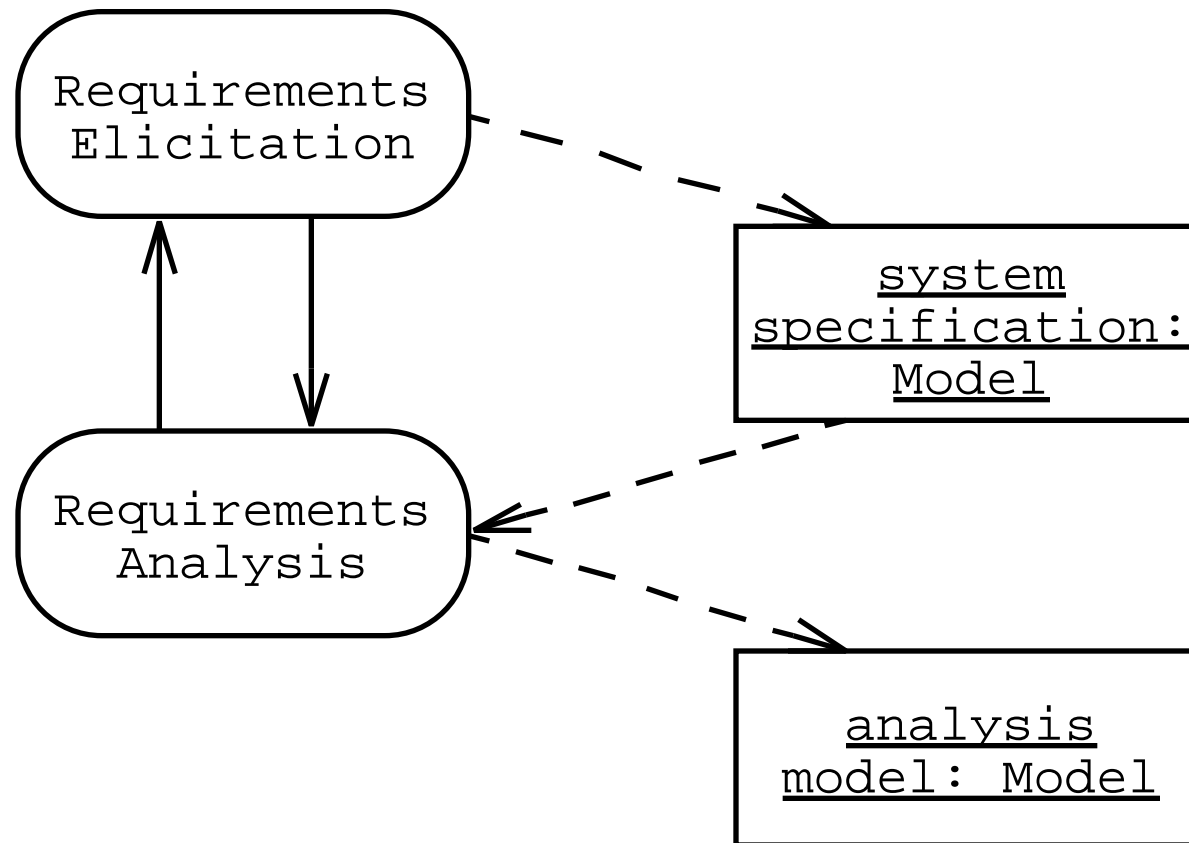 Requirements
Elicitation
system
specification:
Model
Requirements
Analysis
analysis
model: Model